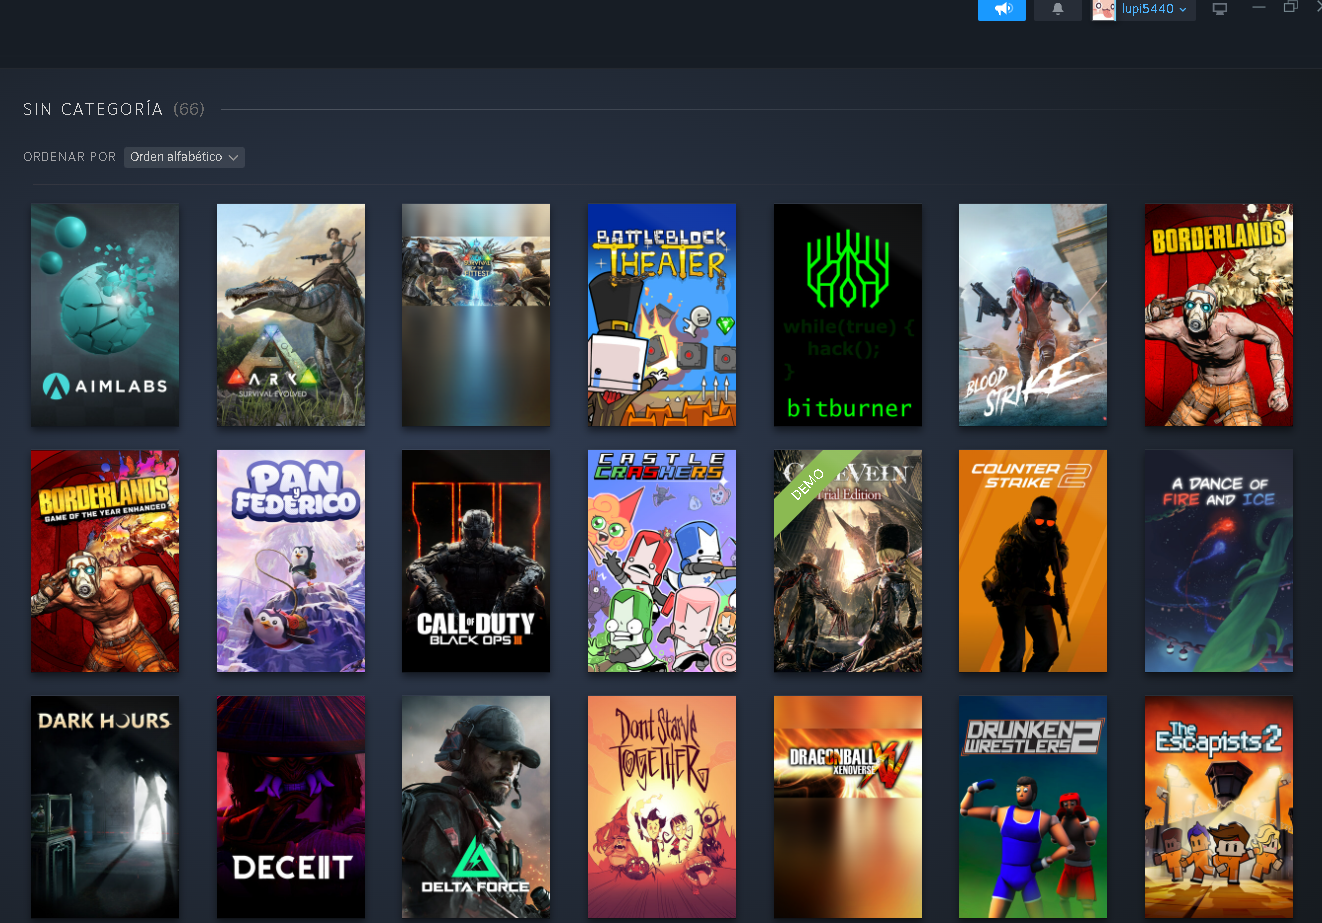 lupi5440
SIN CATEGORÍA (66)
ORDENAR POR Orden alfabético
AIMLABS
ARK
SURVIVAL EVOLVED
SURVIVAL
OF THE
FITTEST
BATTLEBLOCK
THEATER
while(true) {
hack();
}
bitburner
BLOOD
STRIKE
BORDERLANDS
BORDERLANDS
GAME OF THE YEAR ENHANCED
PAN
y
FEDERICO
CALL OF DUTY
BLACK OPS III
CASTLE
CRASHERS
CODE VEIN
Trial Edition
DEMO
COUNTER
STRIKE 2
A DANCE OF
FIRE AND ICE
DARK HOURS
DECEIT
DELTA FORCE
Don't Starve
TOGETHER
DRAGONBALL
XENOVERSE
XV
DRUNKEN
WRESTLERS 2
The
Escapists 2